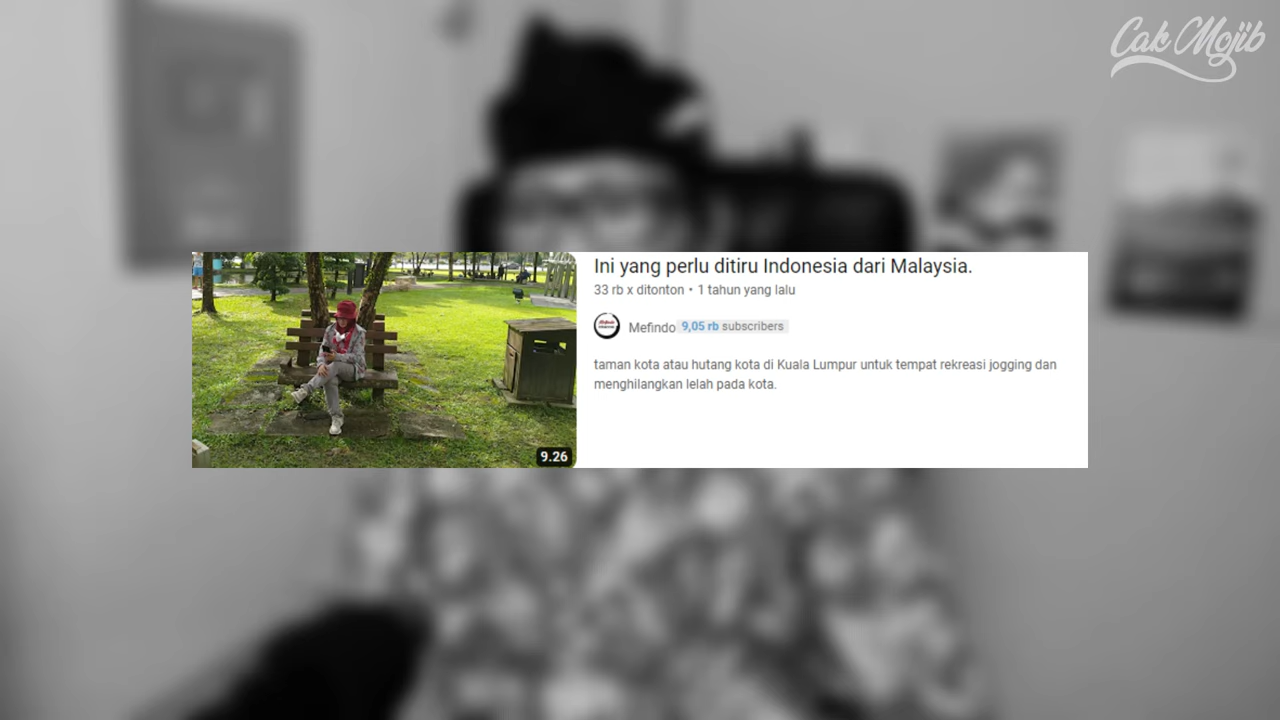 Cak Mojib
Ini yang perlu ditiru Indonesia dari Malaysia.
33 rb x ditonton • 1 tahun yang lalu
Mefindo 9,05 rb subscribers
taman kota atau hutang kota di Kuala Lumpur untuk tempat rekreasi jogging dan
menghilangkan lelah pada kota.
9.26